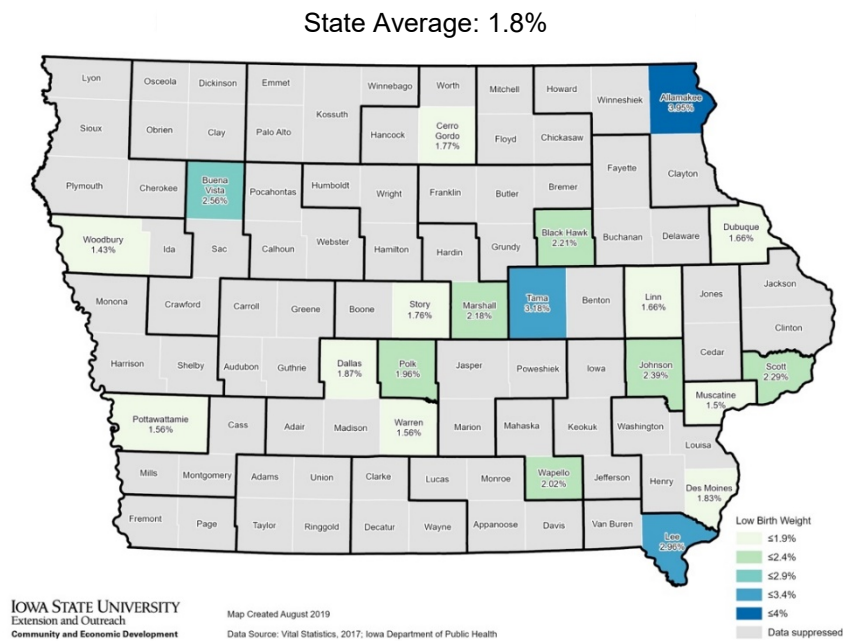 State Average: 1.8%
Lyon
Osceola
Dickinson
Emmet
Winnebago
Worth
Mitchell
Howard
Winneshiek
Allamakee
3.95%
Kossuth
Sioux
Obrien
Clay
Palo Alto
Hancock
Cerro
Gordo
1.77%
Floyd
Chickasaw
Fayette
Clayton
Plymouth
Cherokee
Buena
Vista
2.56%
Pocahontas
Humboldt
Wright
Franklin
Butler
Bremer
Woodbury
1.43%
Ida
Sac
Calhoun
Webster
Hamilton
Hardin
Grundy
Black Hawk
2.21%
Buchanan
Delaware
Dubuque
1.66%
Monona
Crawford
Carroll
Greene
Boone
Story
1.76%
Marshall
2.18%
Tama
3.18%
Benton
Linn
1.66%
Jones
Jackson
Clinton
Harrison
Shelby
Audubon
Guthrie
Dallas
1.87%
Polk
1.96%
Jasper
Poweshiek
Iowa
Johnson
2.39%
Cedar
Scott
2.29%
Muscatine
1.5%
Pottawattamie
1.56%
Cass
Adair
Madison
Warren
1.56%
Marion
Mahaska
Keokuk
Washington
Louisa
Mills
Montgomery
Adams
Union
Clarke
Lucas
Monroe
Wapello
2.02%
Jefferson
Henry
Des Moines
1.83%
Fremont
Page
Taylor
Ringgold
Decatur
Wayne
Appanoose
Davis
Van Buren
Lee
2.96%
Low Birth Weight
≤1.9%
≤2.4%
≤2.9%
≤3.4%
≤4%
Data suppressed
IOWA STATE UNIVERSITY
Extension and Outreach
Community and Economic Development
Map Created August 2019
Data Source: Vital Statistics, 2017; Iowa Department of Public Health